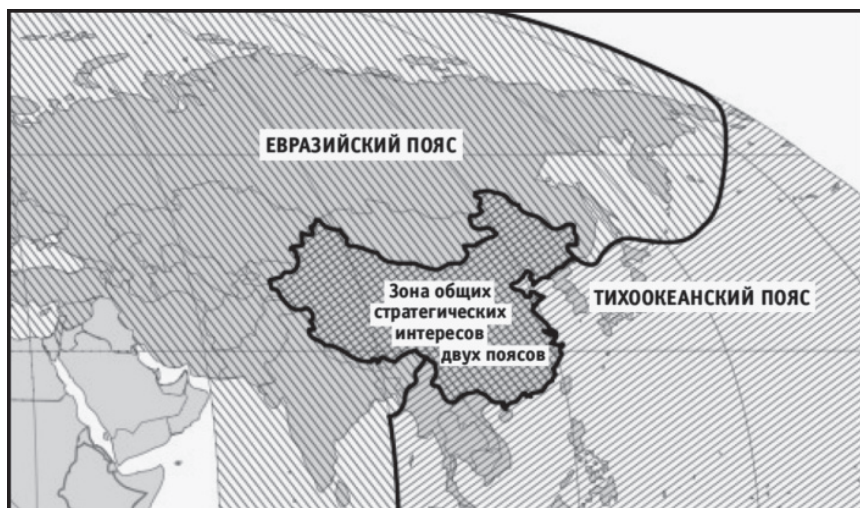 ЕВРАЗИЙСКИЙ ПОЯС
Зона общих
стратегических
интересов
двух поясов
ТИХООКЕАНСКИЙ ПОЯС